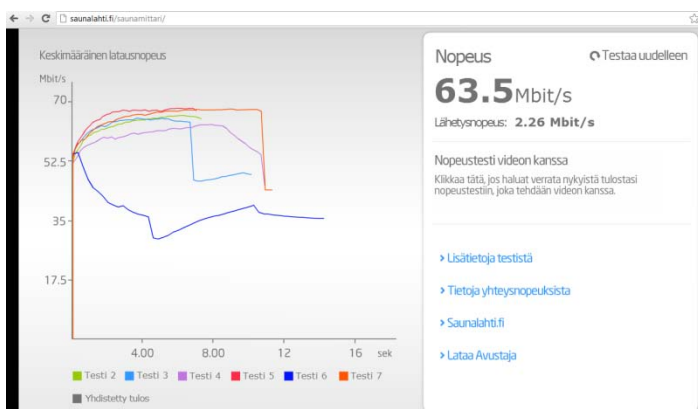 saunalahti.fi/saunamittari/
Keskimääräinen latausnopeus
Mbit/s
70
52.5
35
17.5
4.00 8.00 12 16 sek
Testi 2 Testi 3 Testi 4 Testi 5 Testi 6 Testi 7
Yhdistetty tulos
Nopeus
Testaa uudelleen
63.5 Mbit/s
Lähetysnopeus: 2.26 Mbit/s
Nopeustesti videon kanssa
Klikkaa tätä, jos haluat verrata nykyistä tulostasi
nopeustestiin, joka tehdään videon kanssa.
Lisätietoja testistä
Tietoja yhteysnopeuksista
Saunalahti.fi
Lataa Avustaja